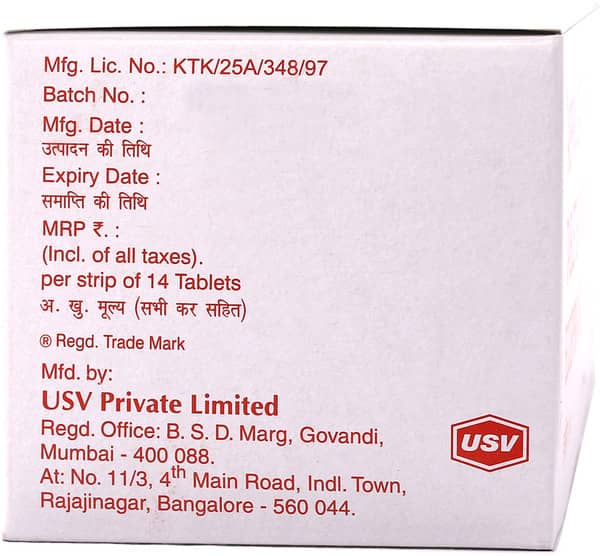 Mfg. Lic. No.: KTK/25A/348/97
Batch No. :
Mfg. Date :
उत्पादन की तिथि
Expiry Date :
समाप्ति की तिथि
MRP ₹. :
(Incl. of all taxes).
per strip of 14 Tablets
अ. खु. मूल्य (सभी कर सहित)
® Regd. Trade Mark
Mfd. by:
USV Private Limited
Regd. Office: B. S. D. Marg, Govandi,
Mumbai - 400 088.
At: No. 11/3, 4th Main Road, Indl. Town,
Rajajinagar, Bangalore - 560 044.
USV